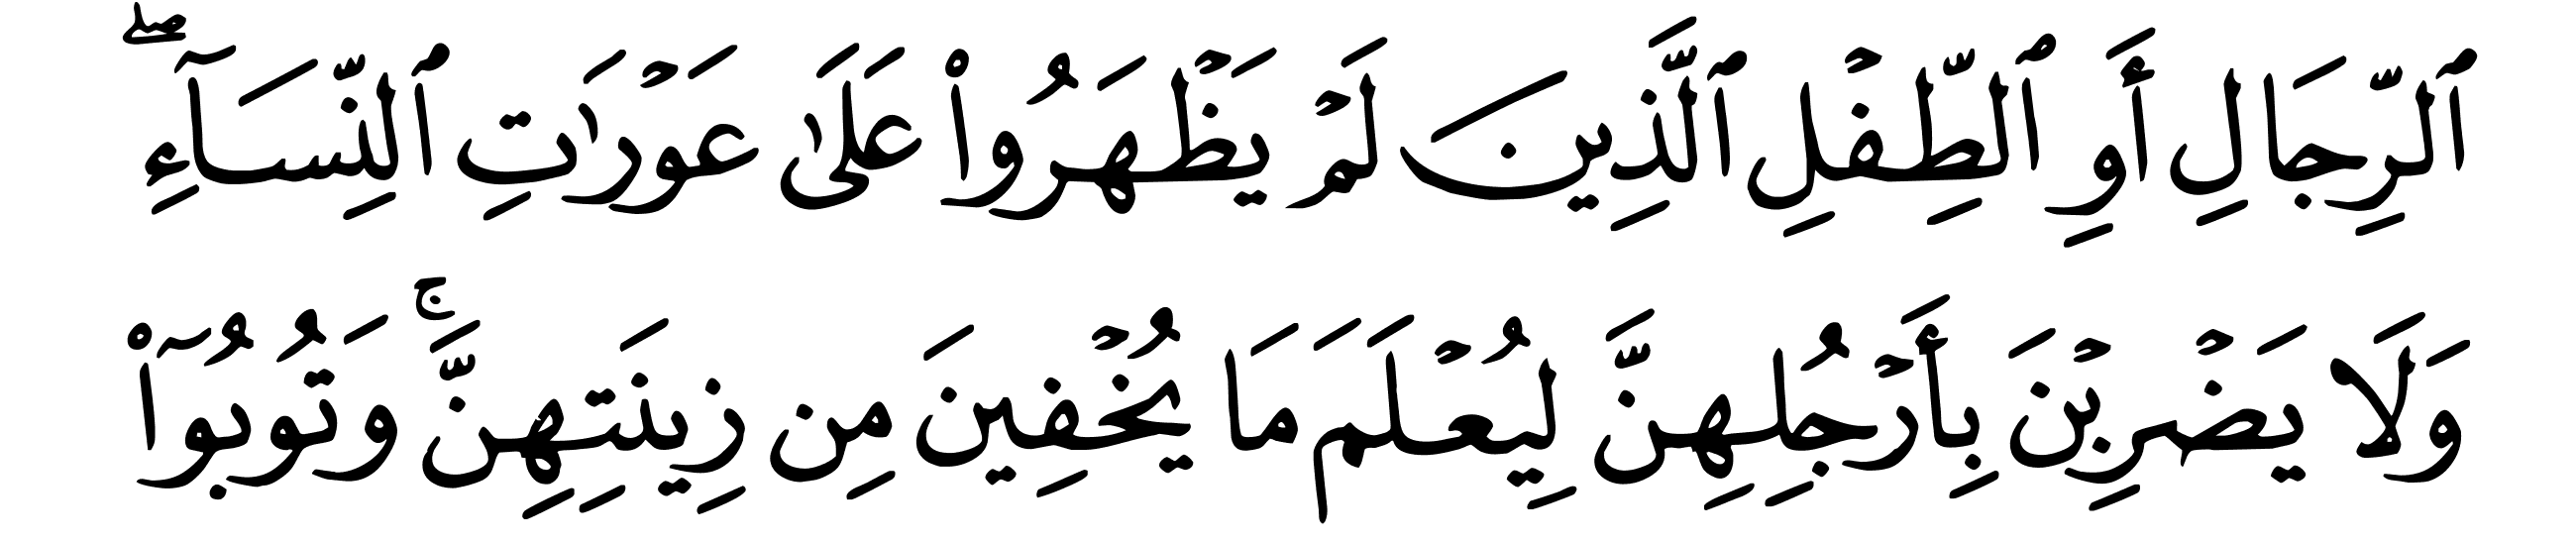 ٱلرِّجَالِ أَوِ ٱلطِّفْلِ ٱلَّذِينَ لَمْ يَظْهَرُوا۟ عَلَىٰ عَوْرَٰتِ ٱلنِّسَآءِ ۖ
وَلَا يَضْرِبْنَ بِأَرْجُلِهِنَّ لِيُعْلَمَ مَا يُخْفِينَ مِن زِينَتِهِنَّ ۚ وَتُوبُوٓا۟